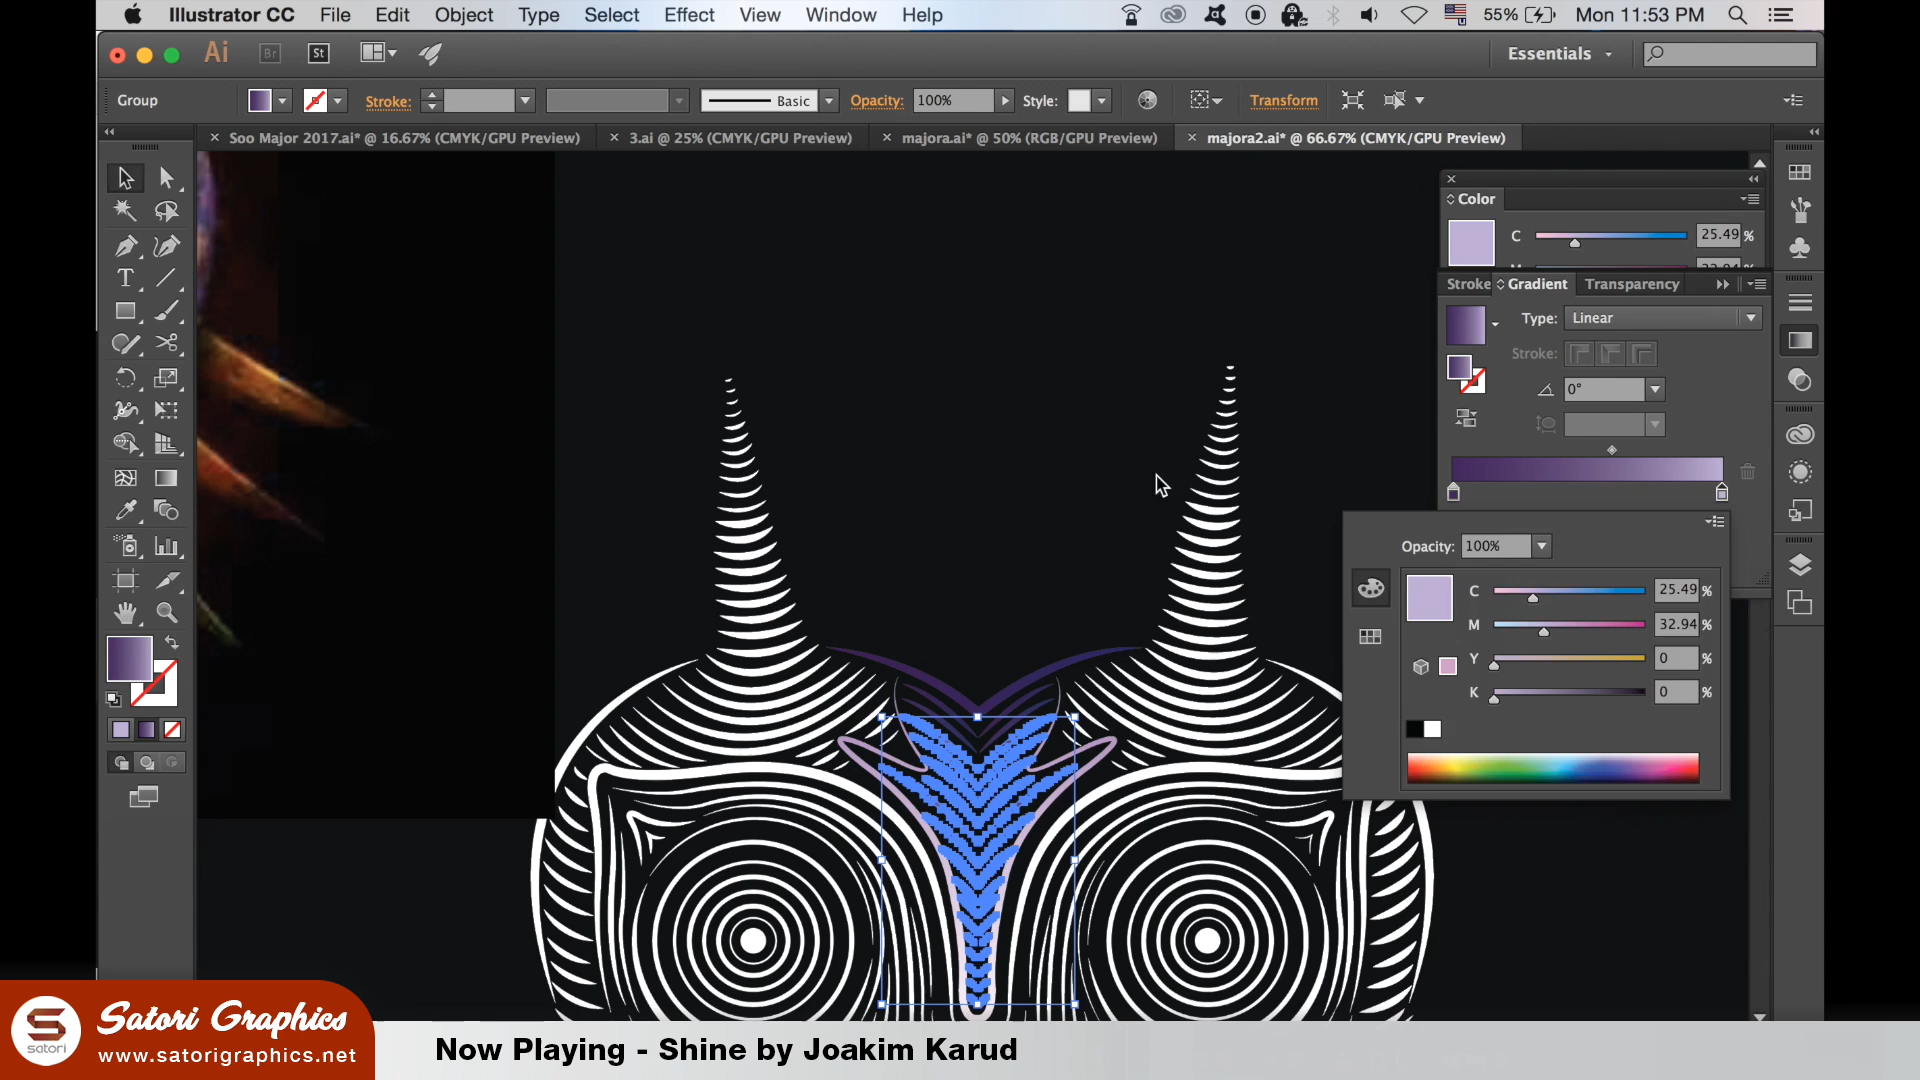 Illustrator CC File Edit Object Type Select Effect View Window Help 55% Mon 11:53 PM
Ai Br St Essentials
Group Stroke: Basic Opacity: 100% Style: Transform
Soo Major 2017.ai* @ 16.67% (CMYK/GPU Preview) 3.ai @ 25% (CMYK/GPU Preview) majora.ai* @ 50% (RGB/GPU Preview) majora2.ai* @ 66.67% (CMYK/GPU Preview)
Color
C 25.49 %
Stroke Gradient Transparency
Type: Linear
Stroke:
0°
Opacity: 100%
C 25.49 %
M 32.94 %
Y 0 %
K 0 %
Satori Graphics
satori
www.satorigraphics.net
Now Playing - Shine by Joakim Karud